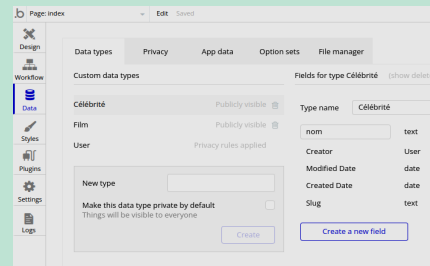 .b Page: index Edit Saved
Design
Workflow
Data
Styles
Plugins
Settings
Logs
Data types Privacy App data Option sets File manager
Custom data types
Célébrité Publicly visible
Film Publicly visible
User Privacy rules applied
New type
Make this data type private by default
Things will be visible to everyone
Create
Fields for type Célébrité (show delet
Type name Célébrité
nom text
Creator User
Modified Date date
Created Date date
Slug text
Create a new field